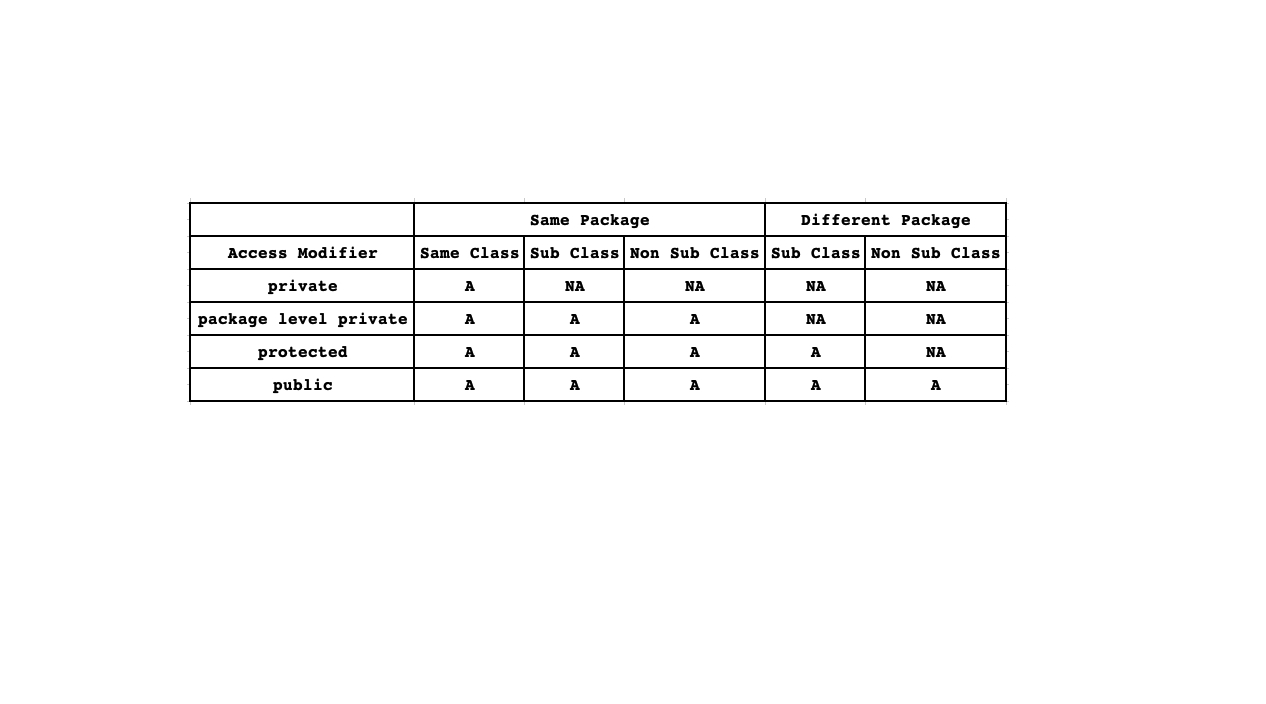 Same Package Different Package
Access Modifier Same Class Sub Class Non Sub Class Sub Class Non Sub Class
private A NA NA NA NA
package level private A A A NA NA
protected A A A A NA
public A A A A A